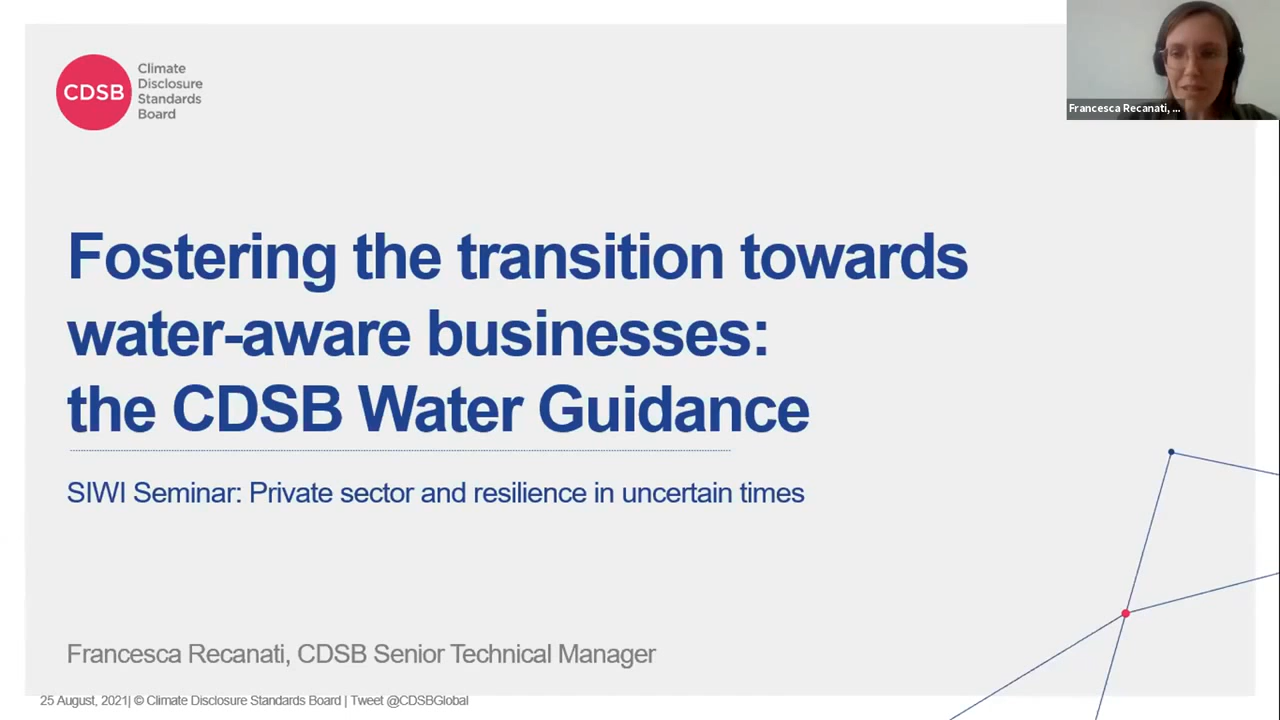 CDSB
Climate
Disclosure
Standards
Board
Francesca Recanati, ...
Fostering the transition towards
water-aware businesses:
the CDSB Water Guidance
SIWI Seminar: Private sector and resilience in uncertain times
Francesca Recanati, CDSB Senior Technical Manager
25 August, 2021| © Climate Disclosure Standards Board | Tweet @CDSBGlobal